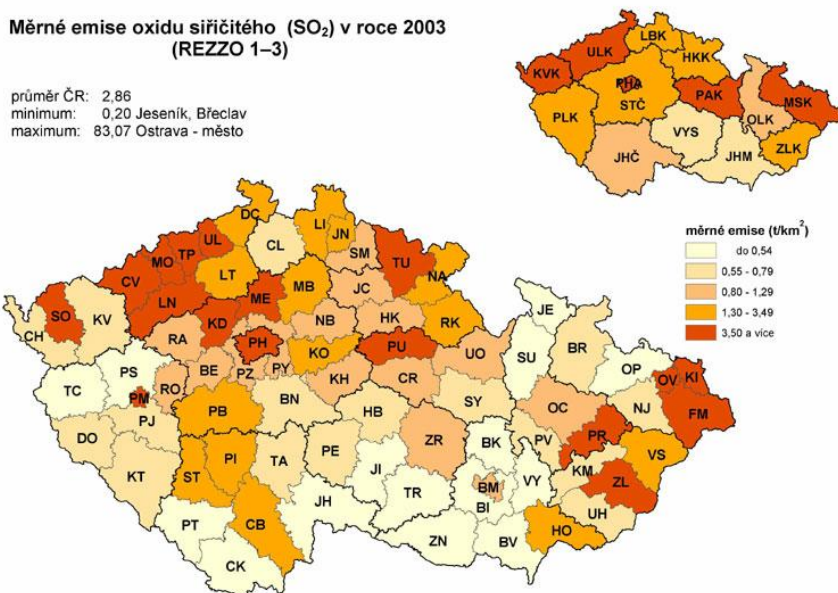 Měrné emise oxidu siřičitého (SO₂) v roce 2003
(REZZO 1–3)
průměr ČR: 2,86
minimum: 0,20 Jeseník, Břeclav
maximum: 83,07 Ostrava - město
LBK
ULK
HKK
KVK
PHA
PAK
MSK
STČ
PLK
OLK
VYS
ZLK
JHČ
JHM
měrné emise (t/km²)
do 0,54
0,55 - 0,79
0,80 - 1,29
1,30 - 3,49
3,50 a více
DC
LI
JN
UL
TP
CL
MO
SM
TU
CV
LT
NA
ME
MB
JC
LN
SO
KV
KD
NB
HK
RK
JE
CH
RA
PH
BR
KO
PU
UO
SU
OP
PS
BE
PZ
PY
TC
RO
KH
CR
OV
KI
PM
BN
SY
OC
NJ
FM
PJ
PB
HB
DO
ZR
BK
PV
PR
VS
KT
ST
PI
TA
PE
JI
KM
BM
VY
ZL
TR
BI
JH
UH
PT
CB
HO
ZN
BV
CK